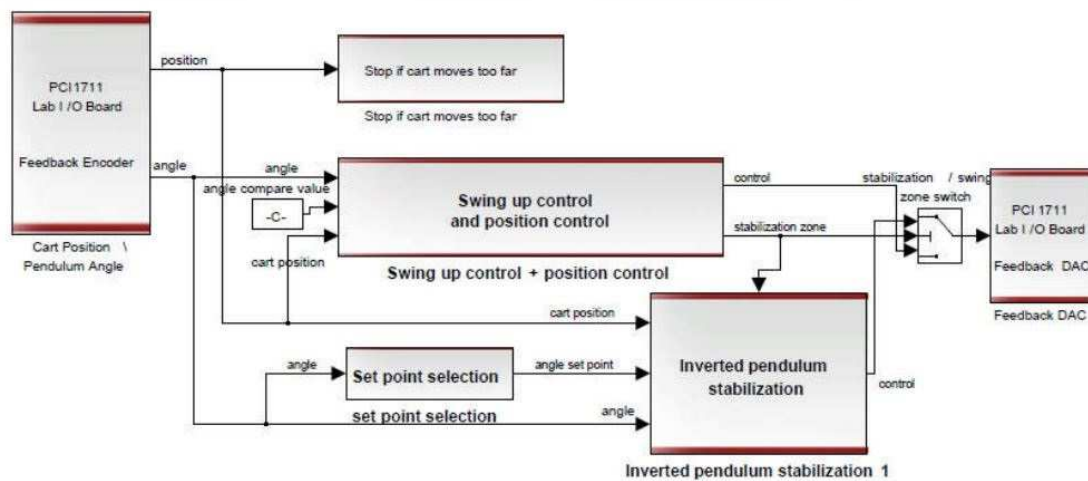 PCI1711
Lab I /O Board
Feedback Encoder
Cart Position \
Pendulum Angle
position
Stop if cart moves too far
Stop if cart moves too far
angle
angle
angle compare value
-C-
cart position
Swing up control
and position control
Swing up control + position control
control
stabilization zone
stabilization / swing
zone switch
PCI 1711
Lab I /O Board
Feedback DAC
Feedback DAC
cart position
angle
Set point selection
set point selection
angle set point
angle
Inverted pendulum
stabilization
control
Inverted pendulum stabilization 1